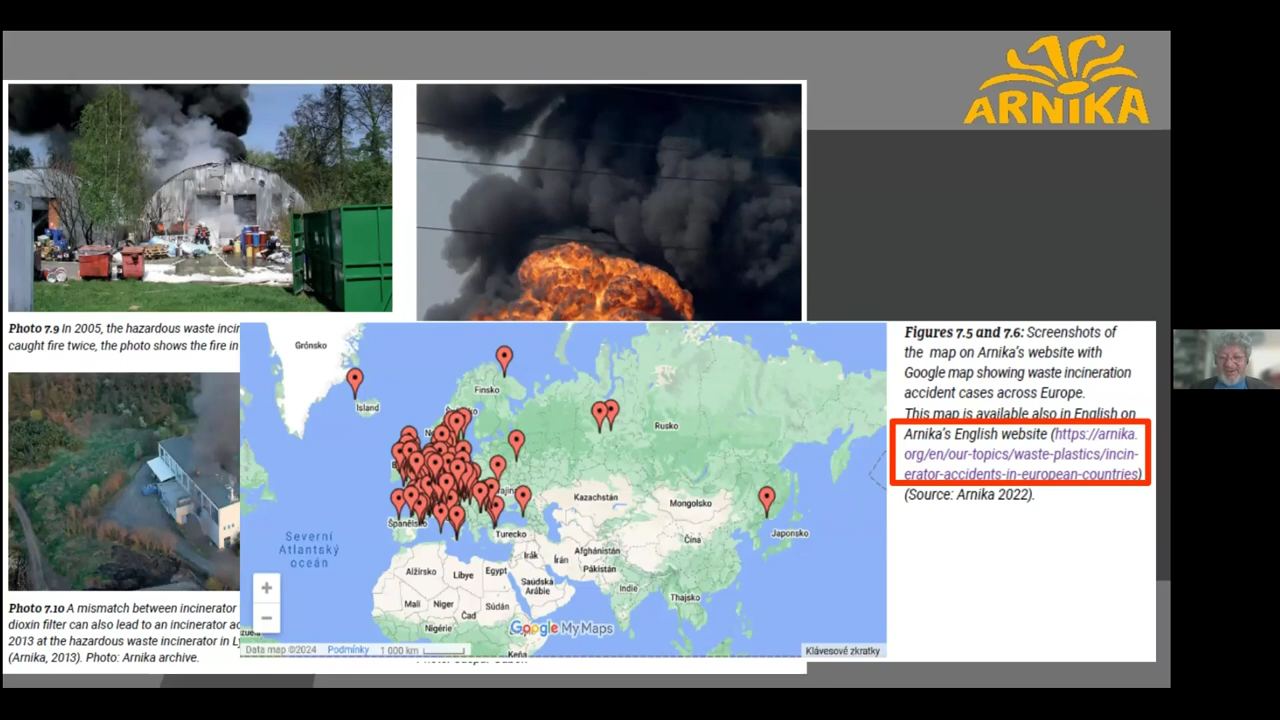 ARNIKA
Photo 7.9 In 2005, the hazardous waste incin
caught fire twice, the photo shows the fire in
Photo 7.10 A mismatch between incinerator
dioxin filter can also lead to an incinerator ac
2013 at the hazardous waste incinerator in Ly
(Arnika, 2013). Photo: Arnika archive.
Grónsko
Island
Finsko
Rusko
Španělsko
Turecko
Kazachstán
Mongolsko
Čína
Japonsko
Severní
Atlantský
oceán
Alžírsko
Libye
Egypt
Irák
Írán
Afghánistán
Pákistán
Saúdská
Arábie
Indie
Thajsko
Mali
Niger
Čad
Súdán
Nigérie
Keňa
+
−
Google My Maps
Data map ©2024 Podmínky 1 000 km
Klávesové zkratky
Figures 7.5 and 7.6: Screenshots of
the map on Arnika's website with
Google map showing waste incineration
accident cases across Europe.
This map is available also in English on
Arnika's English website (https://arnika.
org/en/our-topics/waste-plastics/incin-
erator-accidents-in-european-countries)
(Source: Arnika 2022).